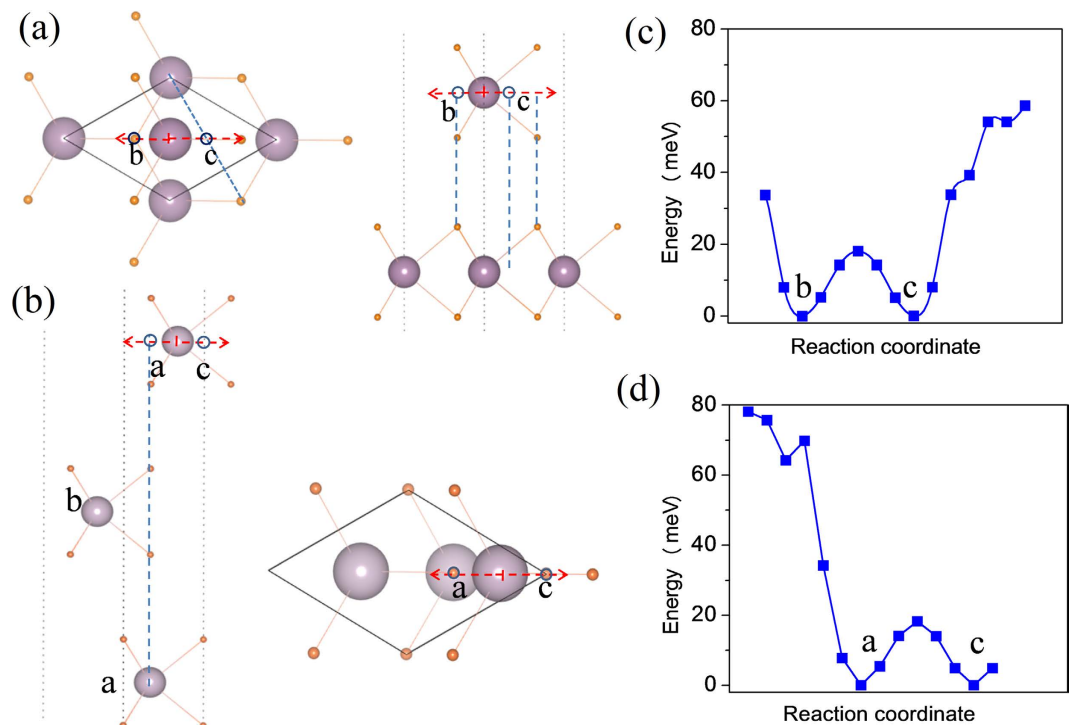 (a)
b
c
b
c
(b)
a
c
b
a
a
c
(c)
80
60
40
20
0
Energy (meV)
b
c
Reaction coordinate
(d)
80
60
40
20
0
Energy (meV)
a
c
Reaction coordinate